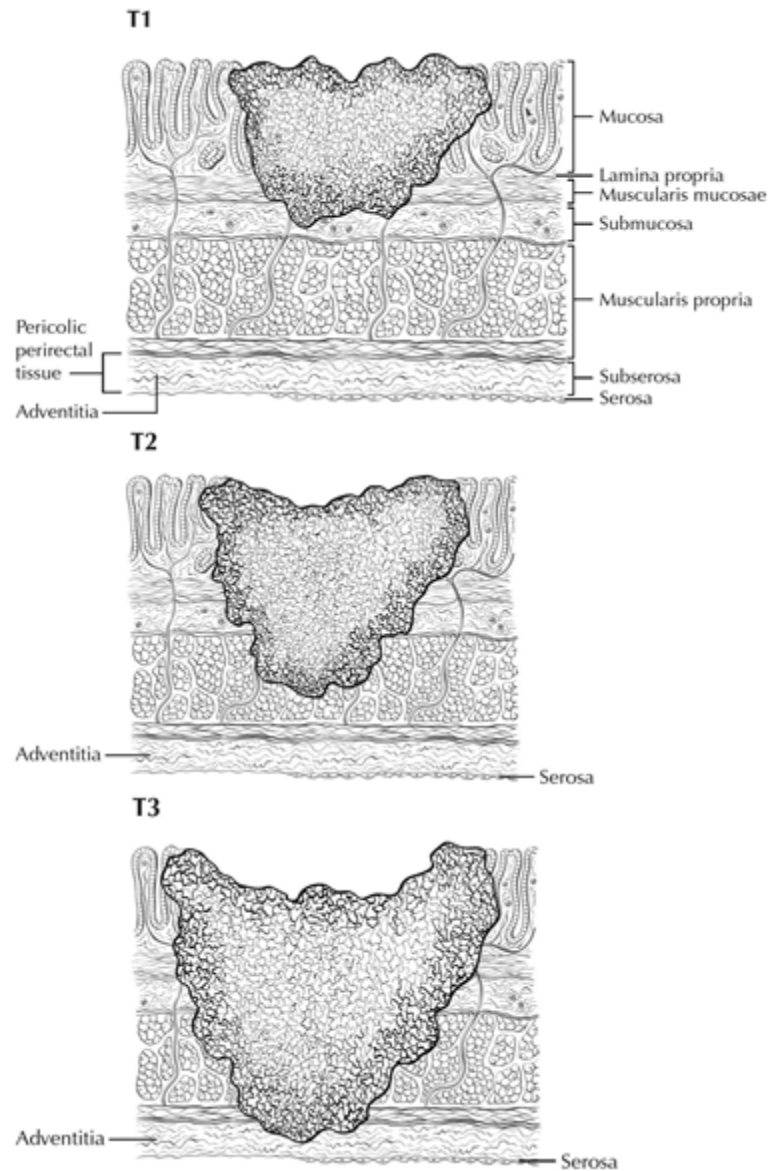 T1
Mucosa
Lamina propria
Muscularis mucosae
Submucosa
Muscularis propria
Pericolic
perirectal
tissue
Subserosa
Adventitia
Serosa
T2
Adventitia
Serosa
T3
Adventitia
Serosa